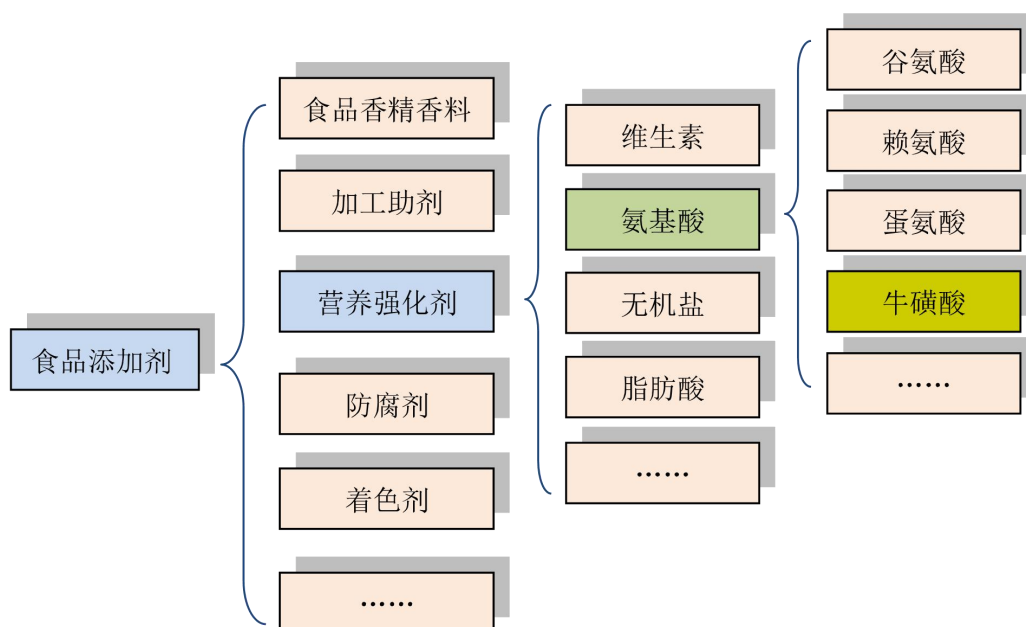 食品添加剂
食品香精香料
加工助剂
营养强化剂
防腐剂
着色剂
……
维生素
氨基酸
无机盐
脂肪酸
……
谷氨酸
赖氨酸
蛋氨酸
牛磺酸
……